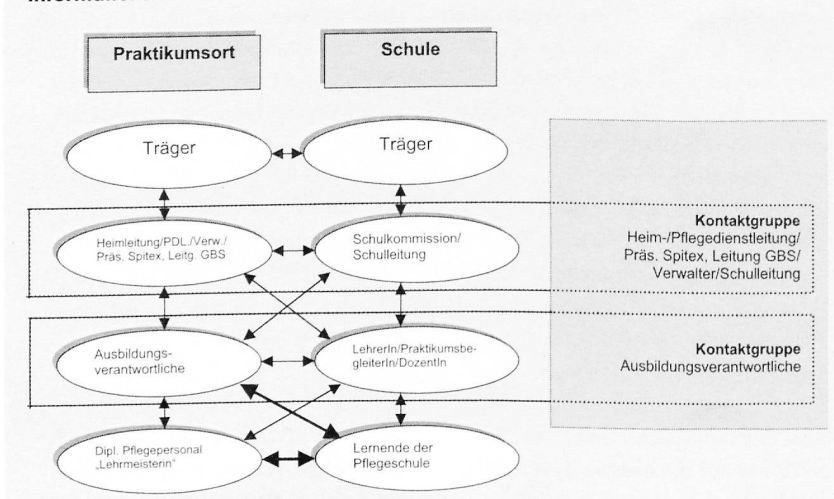 Praktikumsort
Schule
Träger
Träger
Heimleitung/PDL./Verw./
Präs. Spitex, Leitg. GBS
Schulkommission/
Schulleitung
Kontaktgruppe
Heim-/Pflegedienstleitung/
Präs. Spitex, Leitung GBS/
Verwalter/Schulleitung
Ausbildungs-
verantwortliche
LehrerIn/Praktikumsbe-
gleiterIn/DozentIn
Kontaktgruppe
Ausbildungsverantwortliche
Dipl. Pflegepersonal
„Lehrmeisterin"
Lernende der
Pflegeschule